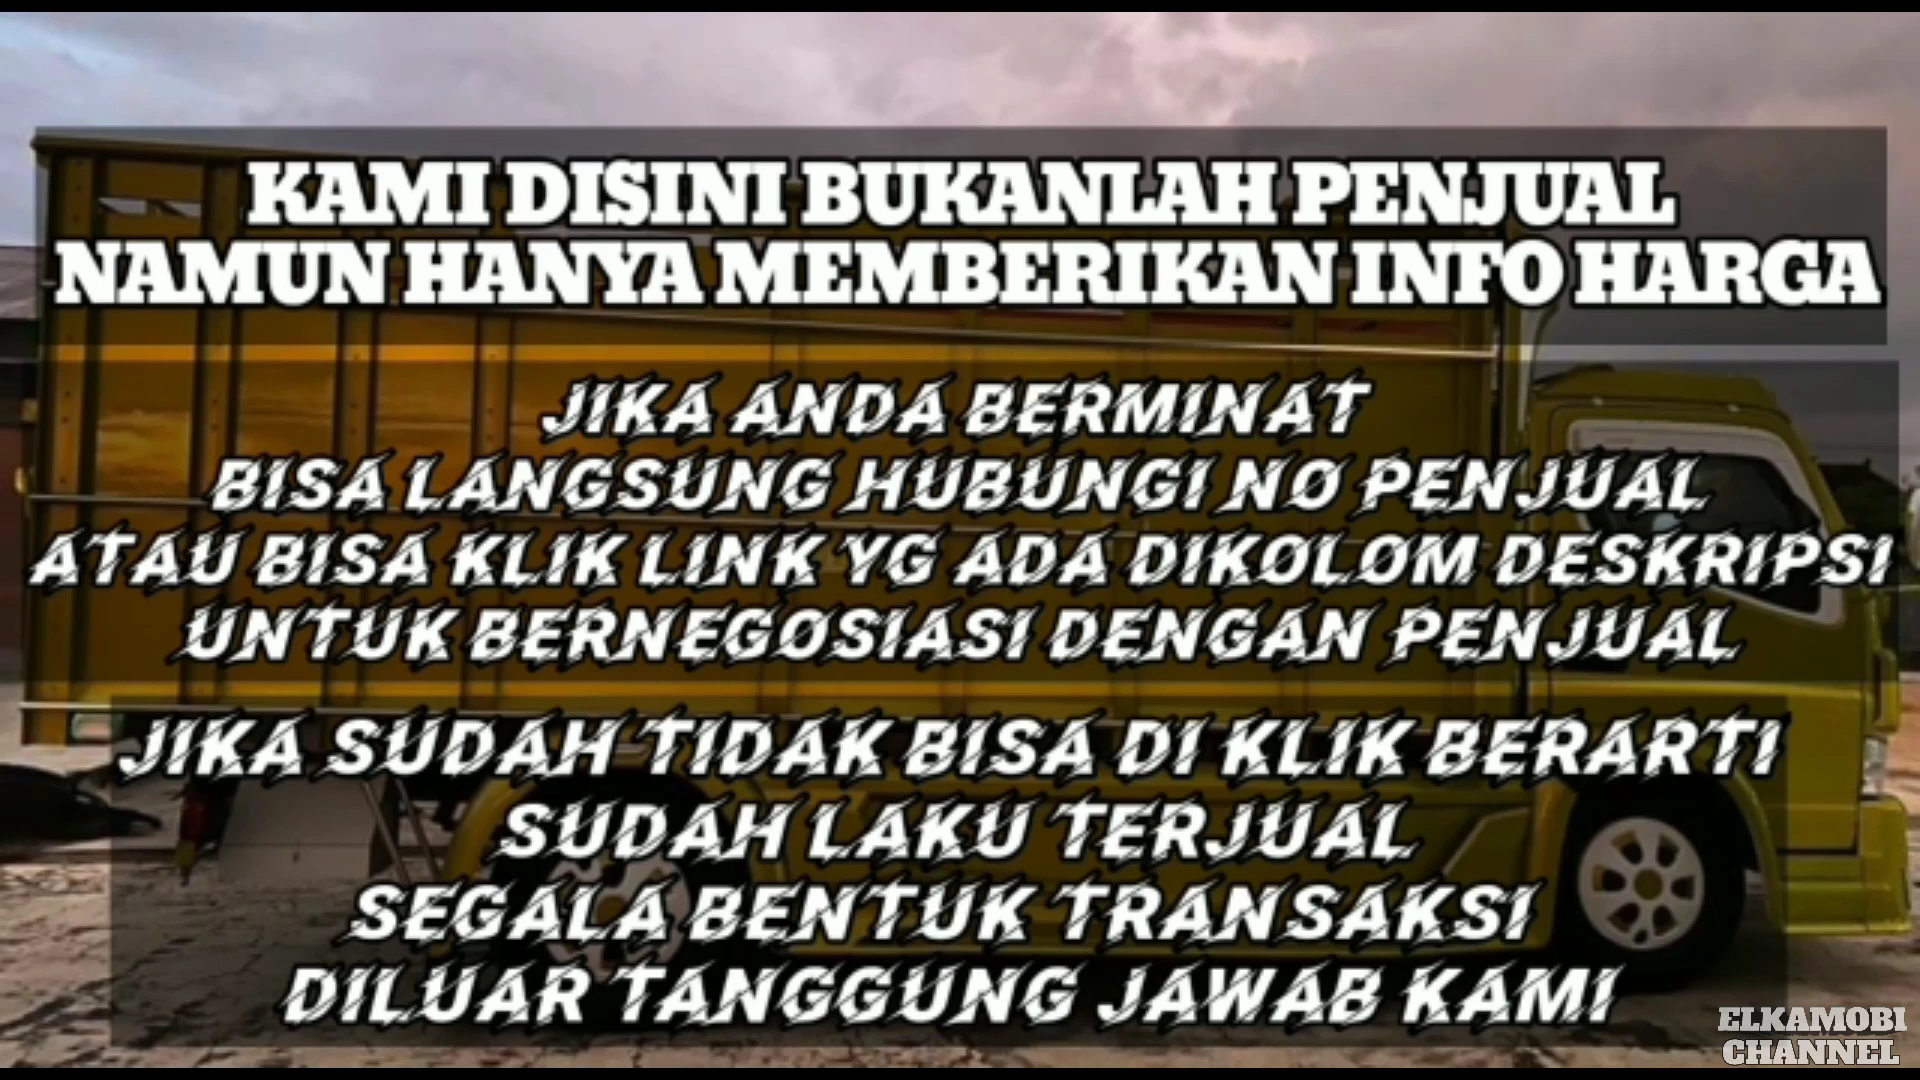 KAMI DISINI BUKANLAH PENJUAL
NAMUN HANYA MEMBERIKAN INFO HARGA
JIKA ANDA BERMINAT
BISA LANGSUNG HUBUNGI NO PENJUAL
ATAU BISA KLIK LINK YG ADA DIKOLOM DESKRIPSI
UNTUK BERNEGOSIASI DENGAN PENJUAL
JIKA SUDAH TIDAK BISA DI KLIK BERARTI
SUDAH LAKU TERJUAL
SEGALA BENTUK TRANSAKSI
DILUAR TANGGUNG JAWAB KAMI
ELKAMOBI
CHANNEL